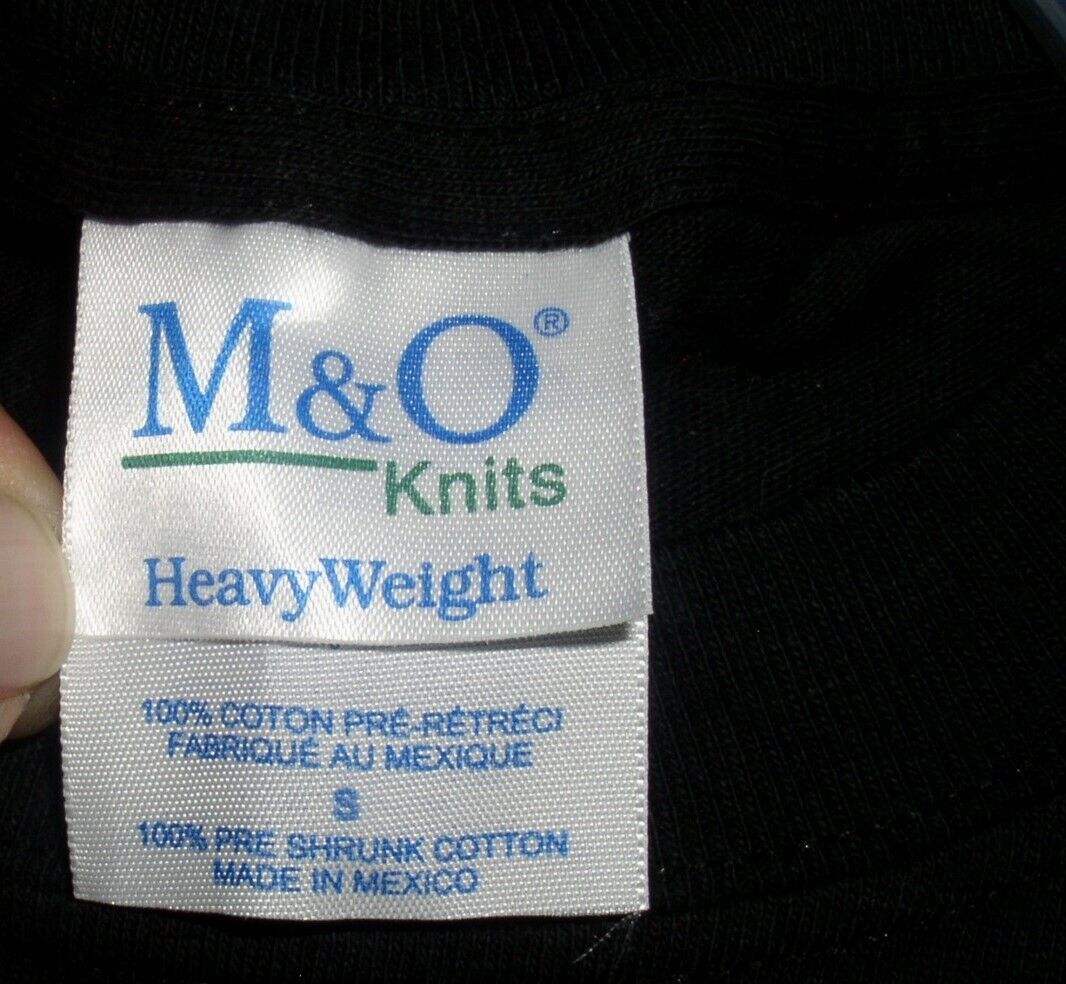 M&O®
Knits
HeavyWeight
100% COTON PRÉ-RÉTRÉCI
FABRIQUÉ AU MEXIQUE
S
100% PRE SHRUNK COTTON
MADE IN MEXICO